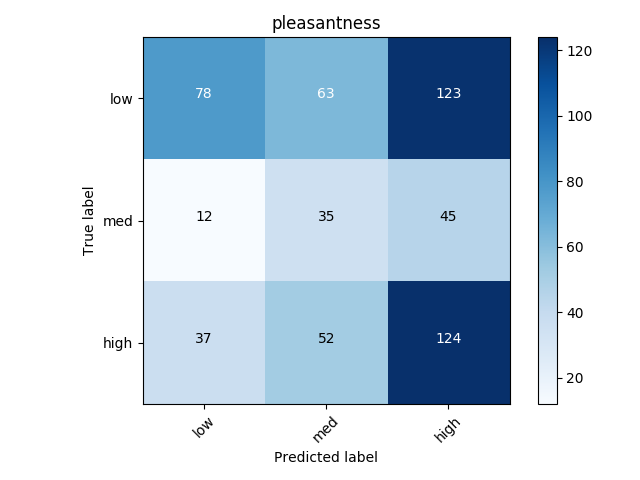 pleasantness
low 78 63 123
med 12 35 45
high 37 52 124
low med high
Predicted label
True label
120
100
80
60
40
20